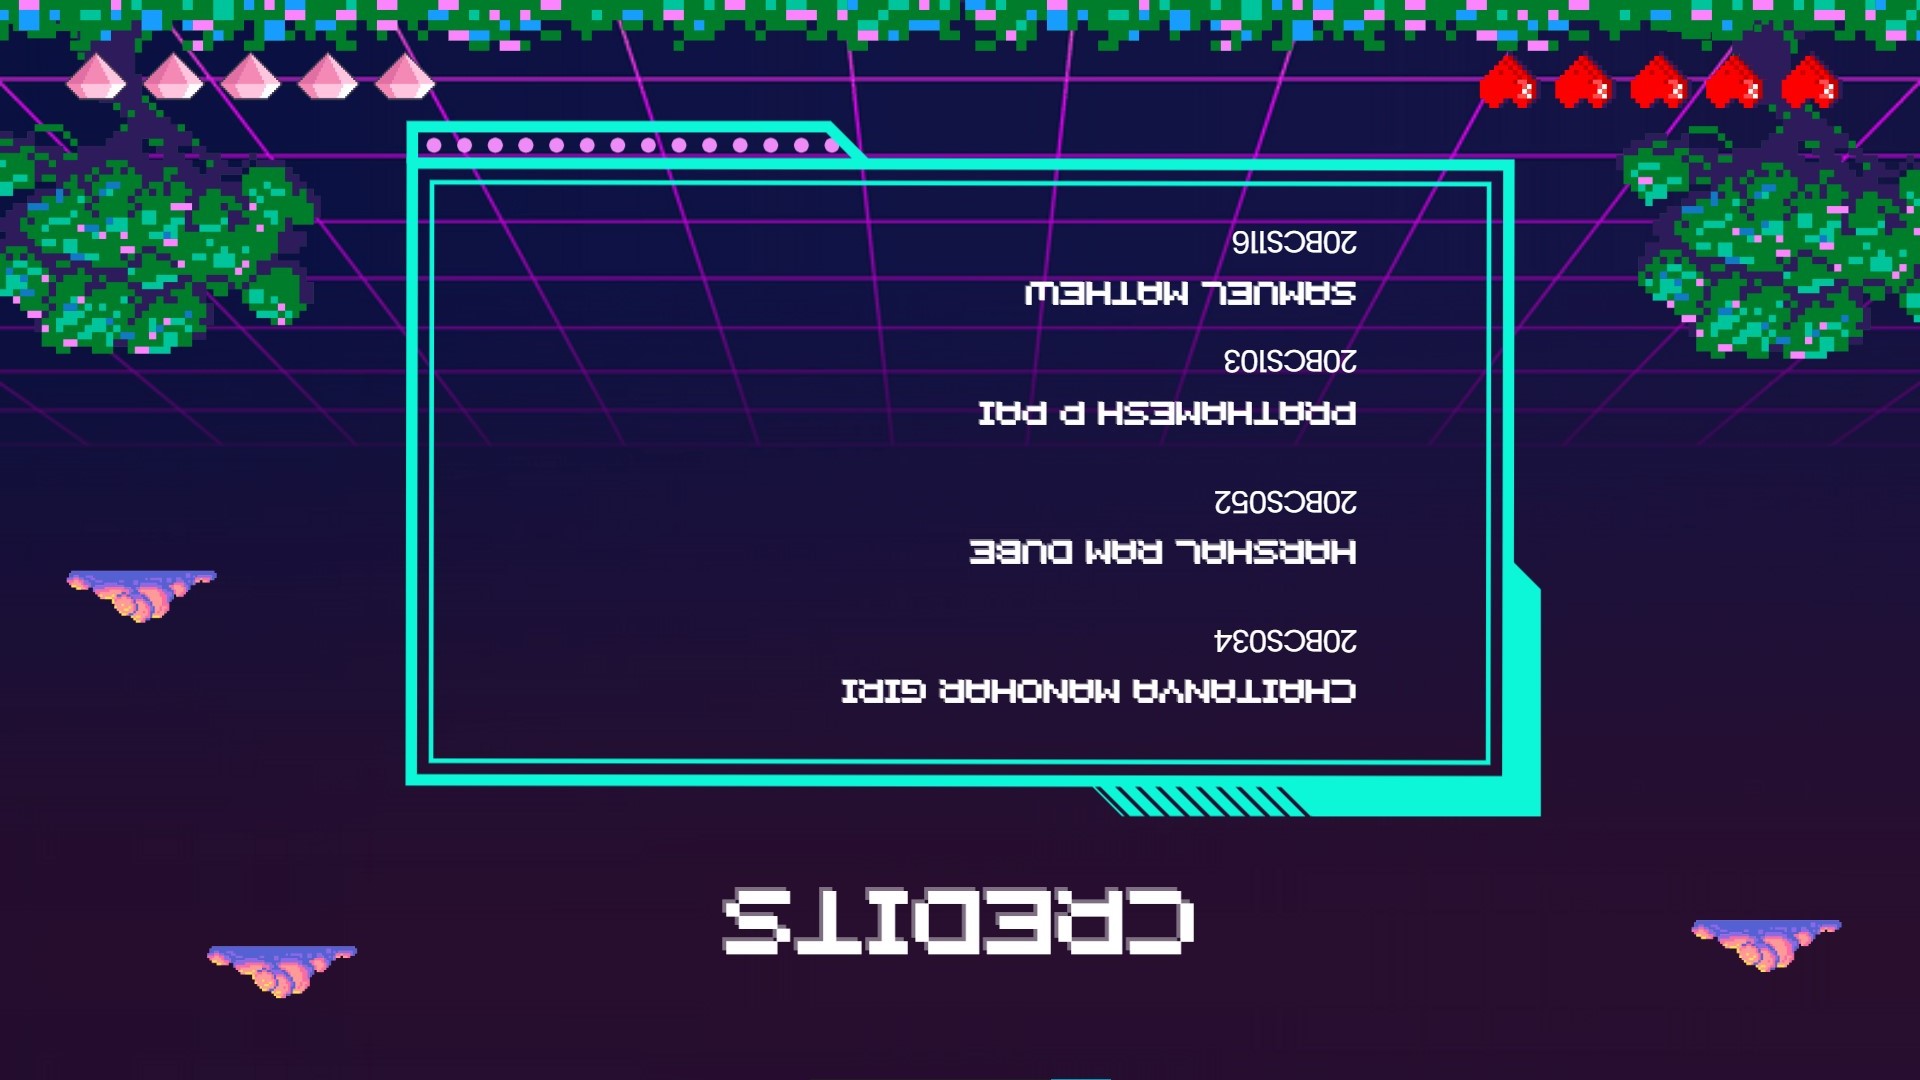 CREDITS
CHAITANYA MANOHAR GIRI
20BCS034
HARSHAL RAM DUBE
20BCS052
PRATHAMESH P PAI
20BCS103
SAMUEL MATHEW
20BCS116